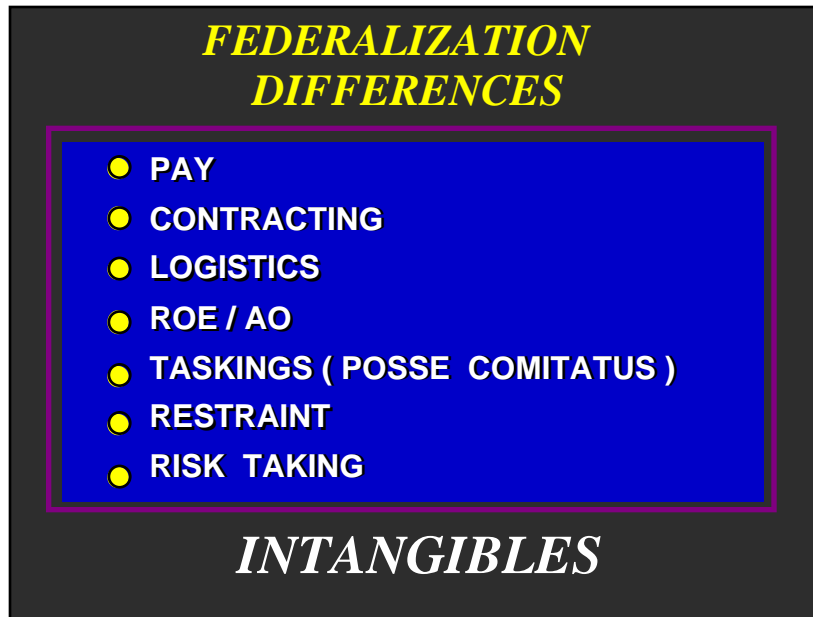 FEDERALIZATION
DIFFERENCES
PAY
CONTRACTING
LOGISTICS
ROE / AO
TASKINGS ( POSSE COMITATUS )
RESTRAINT
RISK TAKING
INTANGIBLES